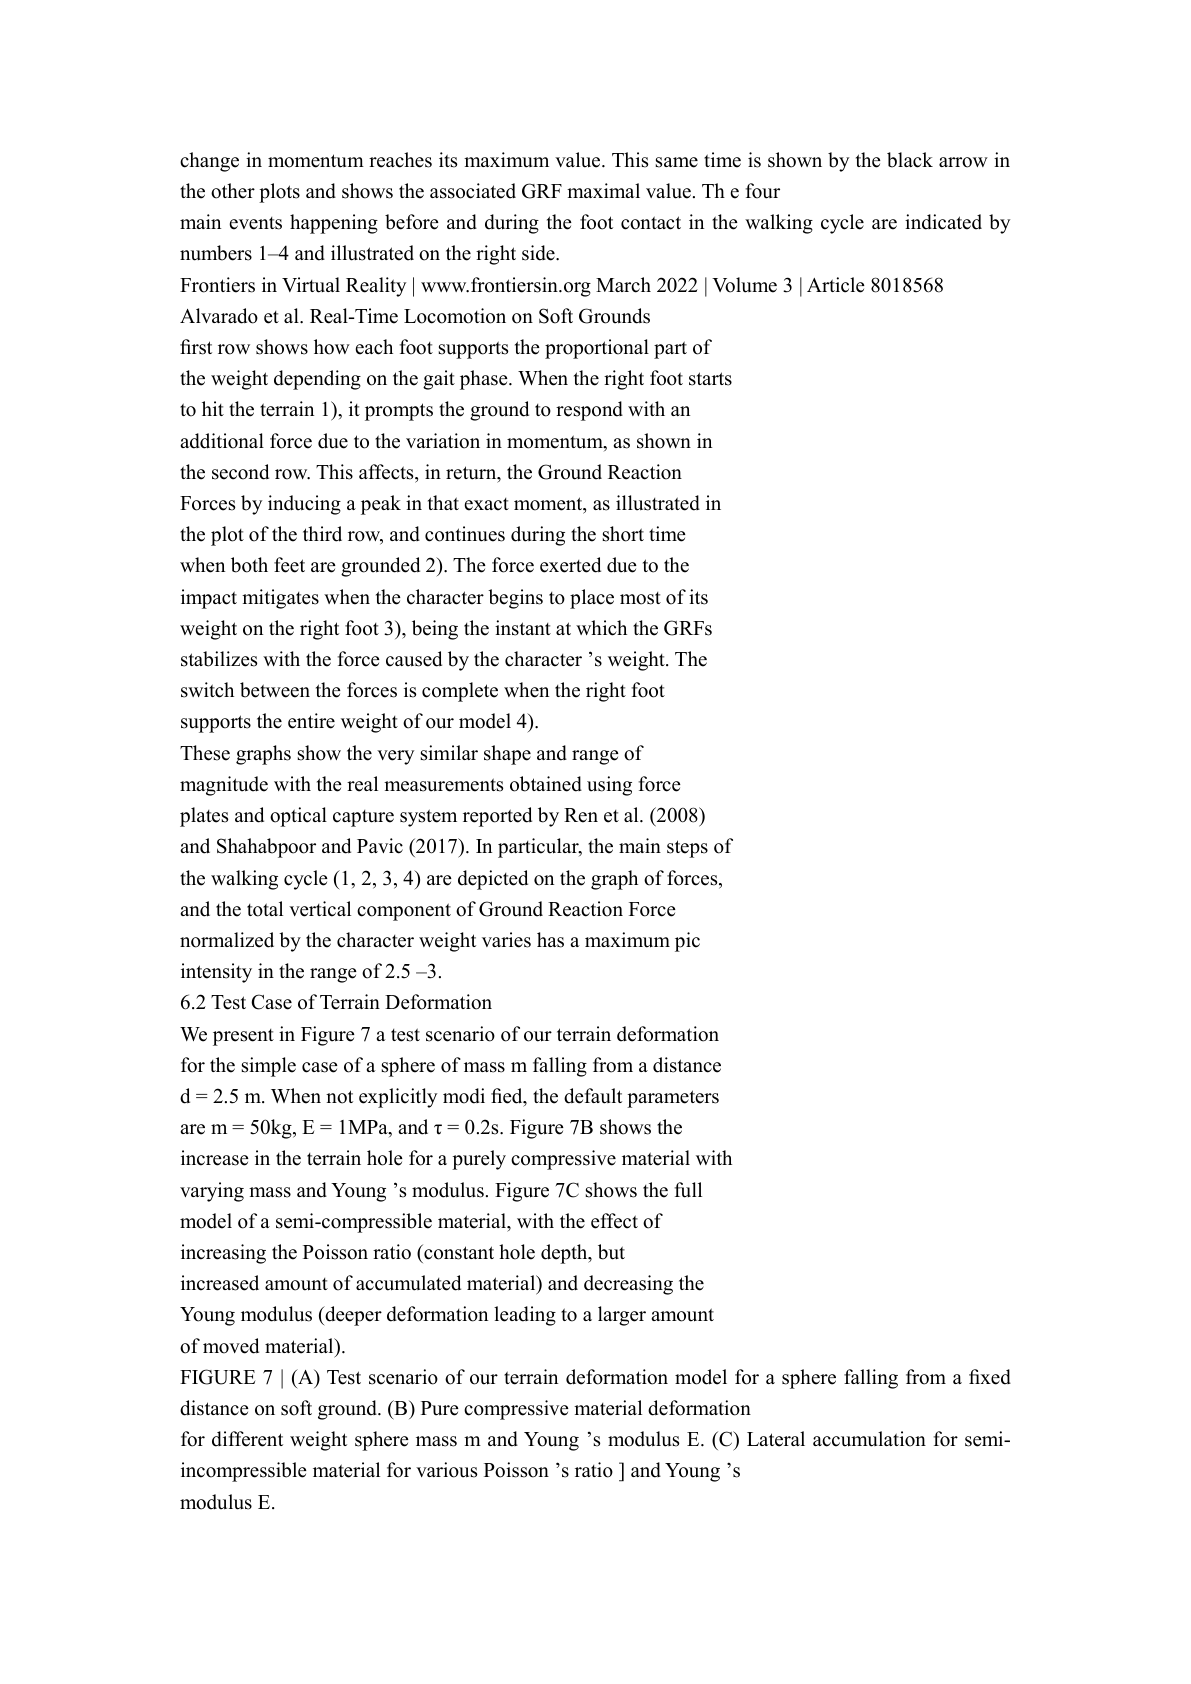 change in momentum reaches its maximum value. This same time is shown by the black arrow in
the other plots and shows the associated GRF maximal value. Th e four
main events happening before and during the foot contact in the walking cycle are indicated by
numbers 1–4 and illustrated on the right side.
Frontiers in Virtual Reality | www.frontiersin.org March 2022 | Volume 3 | Article 8018568
Alvarado et al. Real-Time Locomotion on Soft Grounds
first row shows how each foot supports the proportional part of
the weight depending on the gait phase. When the right foot starts
to hit the terrain 1), it prompts the ground to respond with an
additional force due to the variation in momentum, as shown in
the second row. This affects, in return, the Ground Reaction
Forces by inducing a peak in that exact moment, as illustrated in
the plot of the third row, and continues during the short time
when both feet are grounded 2). The force exerted due to the
impact mitigates when the character begins to place most of its
weight on the right foot 3), being the instant at which the GRFs
stabilizes with the force caused by the character ’s weight. The
switch between the forces is complete when the right foot
supports the entire weight of our model 4).
These graphs show the very similar shape and range of
magnitude with the real measurements obtained using force
plates and optical capture system reported by Ren et al. (2008)
and Shahabpoor and Pavic (2017). In particular, the main steps of
the walking cycle (1, 2, 3, 4) are depicted on the graph of forces,
and the total vertical component of Ground Reaction Force
normalized by the character weight varies has a maximum pic
intensity in the range of 2.5 –3.
6.2 Test Case of Terrain Deformation
We present in Figure 7 a test scenario of our terrain deformation
for the simple case of a sphere of mass m falling from a distance
d = 2.5 m. When not explicitly modi fied, the default parameters
are m = 50kg, E = 1MPa, and τ = 0.2s. Figure 7B shows the
increase in the terrain hole for a purely compressive material with
varying mass and Young ’s modulus. Figure 7C shows the full
model of a semi-compressible material, with the effect of
increasing the Poisson ratio (constant hole depth, but
increased amount of accumulated material) and decreasing the
Young modulus (deeper deformation leading to a larger amount
of moved material).
FIGURE 7 | (A) Test scenario of our terrain deformation model for a sphere falling from a fixed
distance on soft ground. (B) Pure compressive material deformation
for different weight sphere mass m and Young ’s modulus E. (C) Lateral accumulation for semi-
incompressible material for various Poisson ’s ratio ] and Young ’s
modulus E.